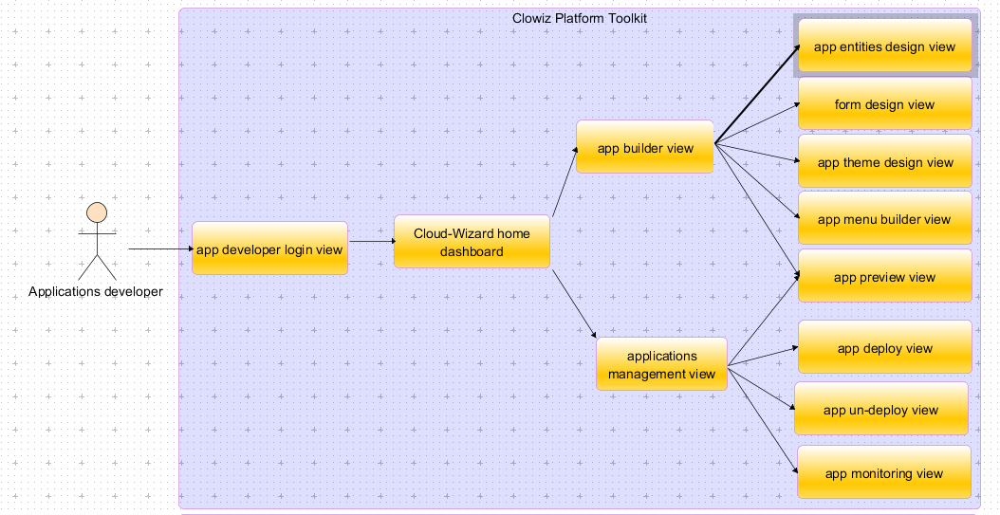 Clowiz Platform Toolkit
app entities design view
form design view
app builder view
app theme design view
app menu builder view
Cloud-Wizard home
dashboard
app developer login view
Applications developer
app preview view
applications
management view
app deploy view
app un-deploy view
app monitoring view